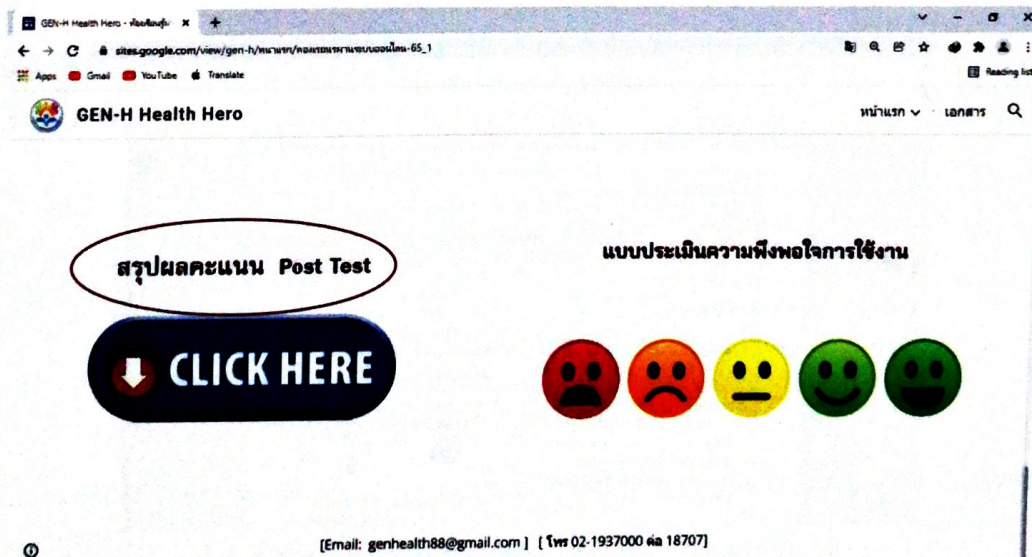 GEN-H Health Hero -
sites.google.com/view/gen-h/
Apps Gmail YouTube Translate
Reading list
GEN-H Health Hero
หน้าแรก เอกสาร
สรุปผลคะแนน Post Test
แบบประเมินความพึงพอใจการใช้งาน
CLICK HERE
[Email: genhealth88@gmail.com ] [ โทร 02-1937000 ต่อ 18707]